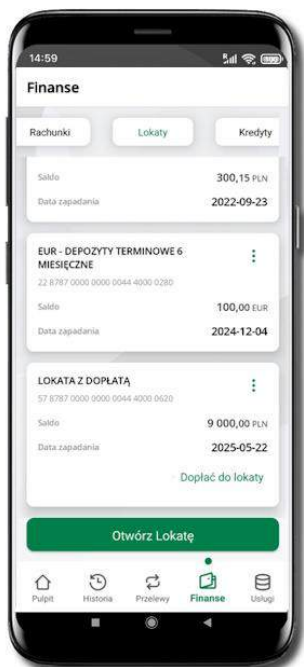 14:59
Finanse
Rachunki
Lokaty
Kredyty
Saldo 300,15 PLN
Data zapadania 2022-09-23
EUR - DEPOZYTY TERMINOWE 6
MIESIĘCZNE
22 8787 0000 0000 0044 4000 0280
Saldo 100,00 EUR
Data zapadania 2024-12-04
LOKATA Z DOPŁATĄ
57 8787 0000 0000 0044 4000 0620
Saldo 9 000,00 PLN
Data zapadania 2025-05-22
Dopłać do lokaty
Otwórz Lokatę
Pulpit
Historia
Przelewy
Finanse
Usługi